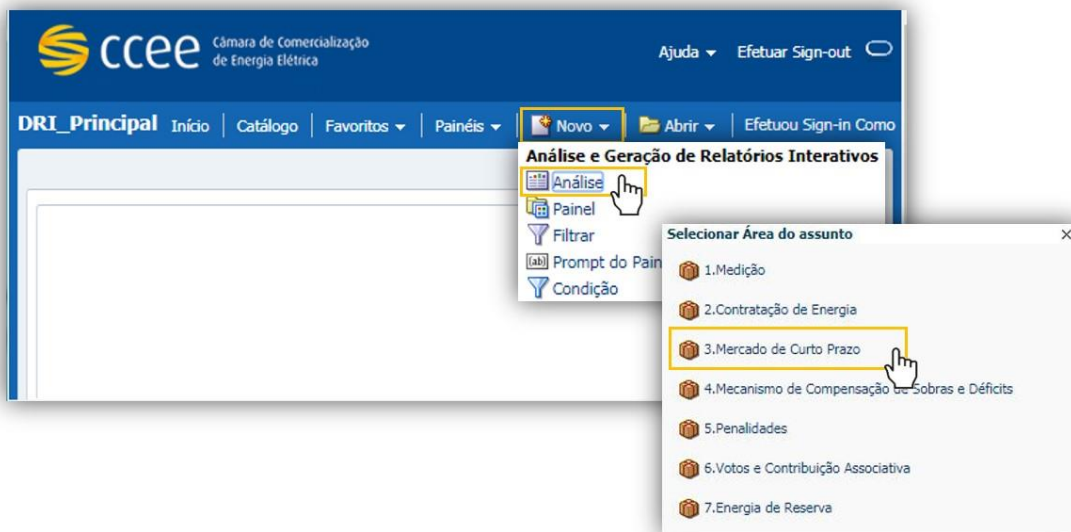 ccee Câmara de Comercialização
de Energia Elétrica
Ajuda Efetuar Sign-out
DRI_Principal Início Catálogo Favoritos Painéis Novo Abrir Efetuou Sign-in Como
Análise e Geração de Relatórios Interativos
Análise
Painel
Filtrar
(ab) Prompt do Pain
Condição
Selecionar Área do assunto
1.Medição
2.Contratação de Energia
3.Mercado de Curto Prazo
4.Mecanismo de Compensação de Sobras e Déficits
5.Penalidades
6.Votos e Contribuição Associativa
7.Energia de Reserva